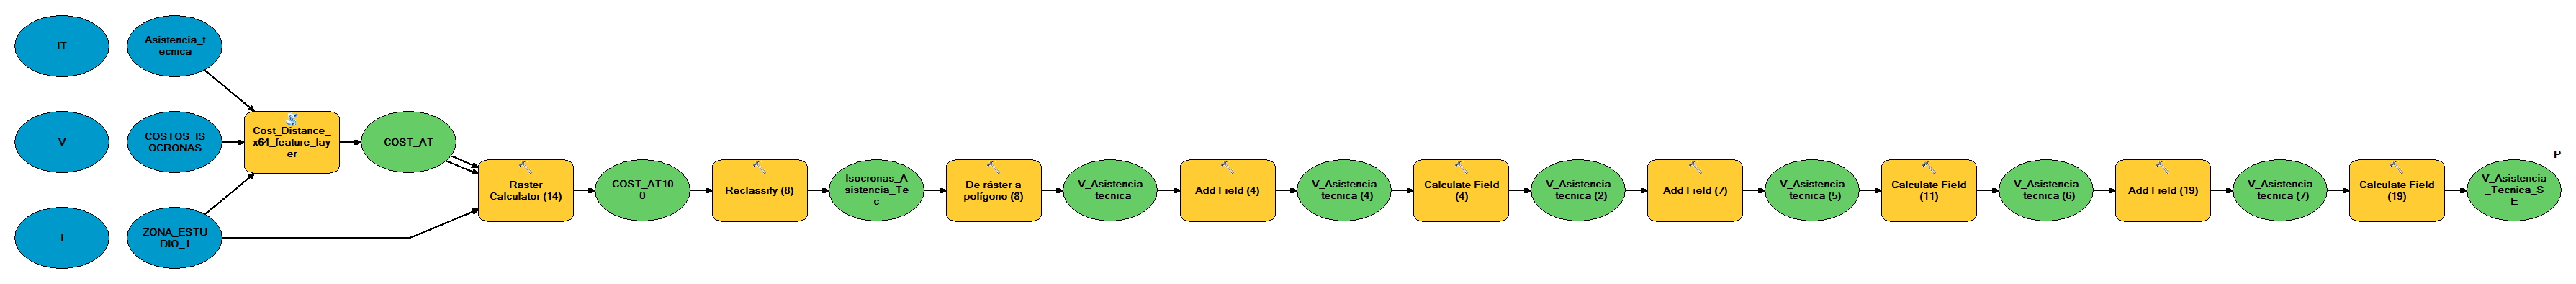 IT
Asistencia_t
ecnica
V
COSTOS_IS
OCRONAS
I
ZONA_ESTU
DIO_1
Cost_Distance_
x64_feature_lay
er
COST_AT
Raster
Calculator (14)
COST_AT10
0
Reclassify (8)
Isocronas_A
sistencia_Te
c
De ráster a
polígono (8)
V_Asistencia
_tecnica
Add Field (4)
V_Asistencia
_tecnica (4)
Calculate Field
(4)
V_Asistencia
_tecnica (2)
Add Field (7)
V_Asistencia
_tecnica (5)
Calculate Field
(11)
V_Asistencia
_tecnica (6)
Add Field (19)
V_Asistencia
_tecnica (7)
Calculate Field
(19)
P
V_Asistencia
_Tecnica_S
E